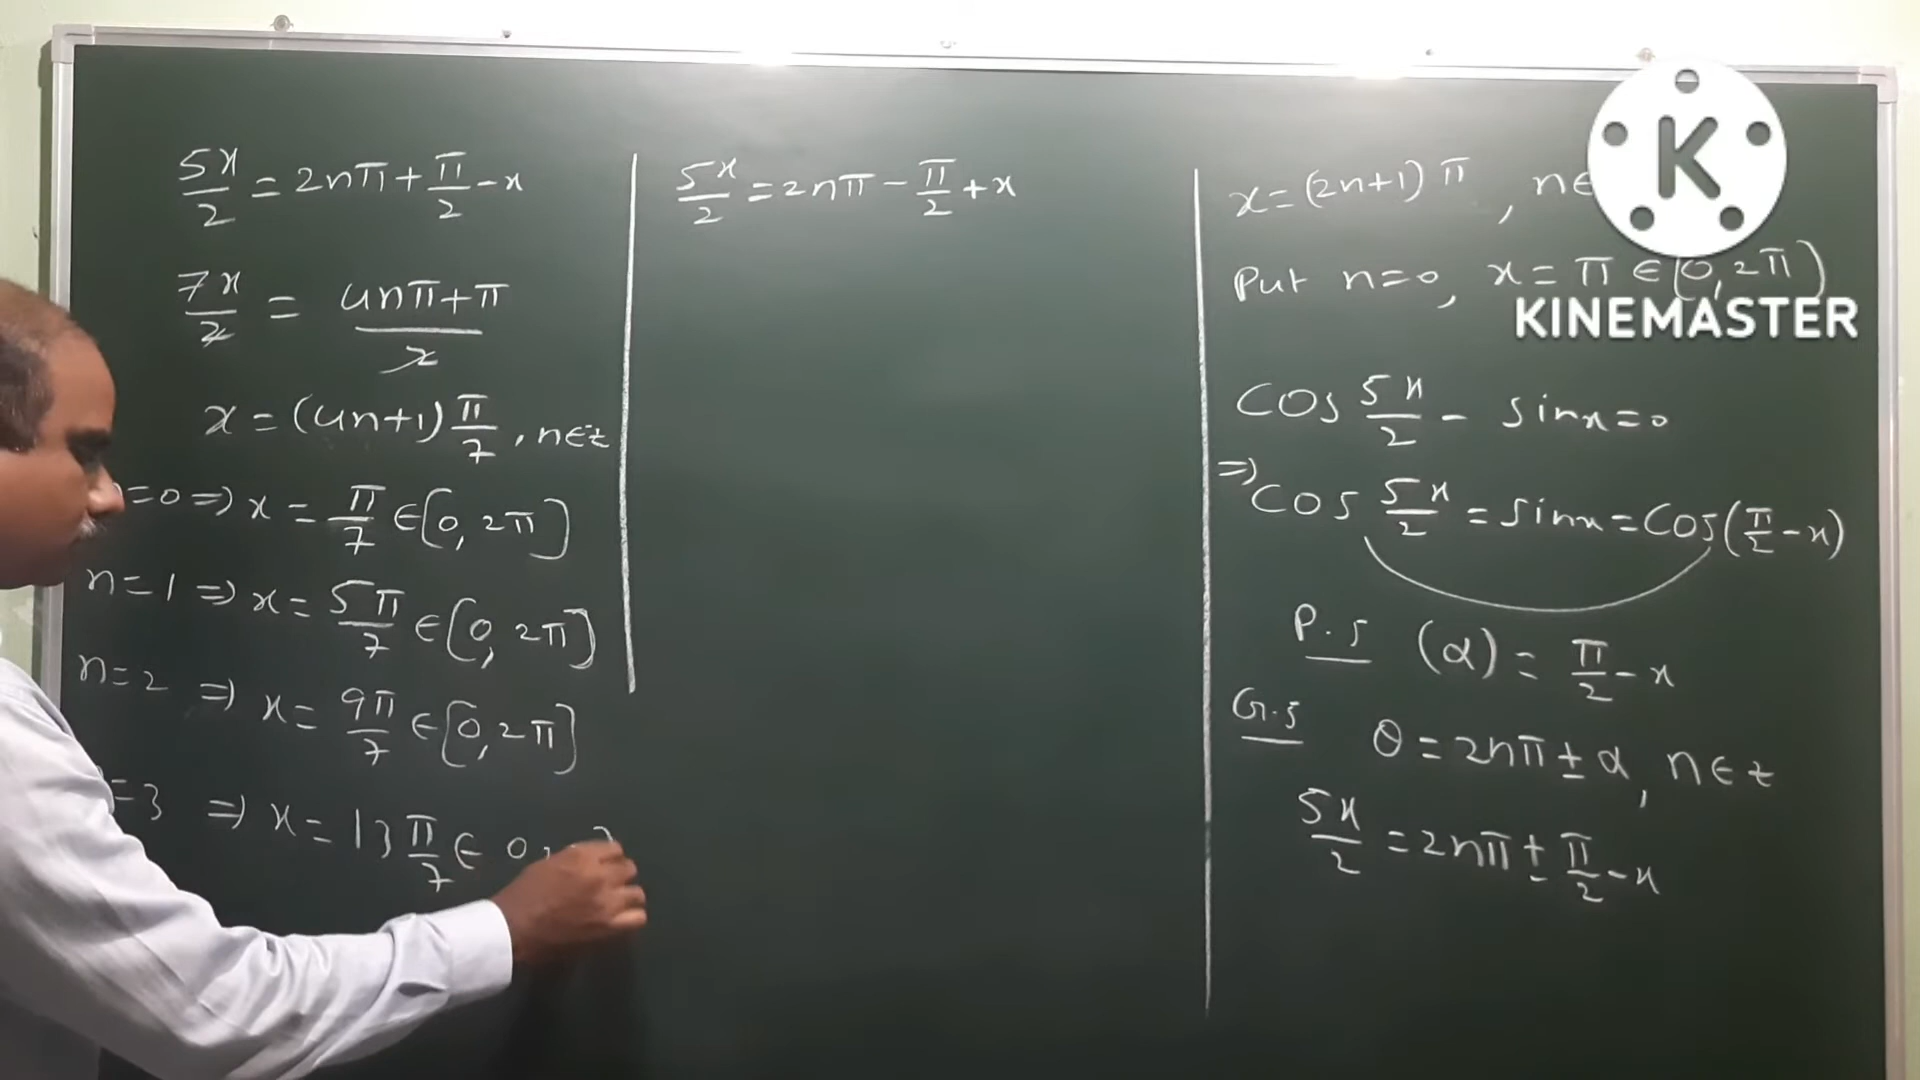 5x/2 = 2nπ + π/2 - x
7x/2 = 4nπ + π/2
x = (4n+1) π/7, n∈z
=0 => x = π/7 ∈ [0, 2π]
n=1 => x = 5π/7 ∈ [0, 2π]
n=2 => x = 9π/7 ∈ [0, 2π]
=3 => x = 13π/7 ∈ 0,
5x/2 = 2nπ - π/2 + x
x = (2n+1) π, n∈
Put n=0, x = π ∈ [0, 2π)
Cos 5x/2 - sinx = 0
=> Cos 5x/2 = sinx = Cos(π/2 - x)
P.S (α) = π/2 - x
G.S θ = 2nπ ± α, n∈z
5x/2 = 2nπ ± π/2 - x
K
KINEMASTER